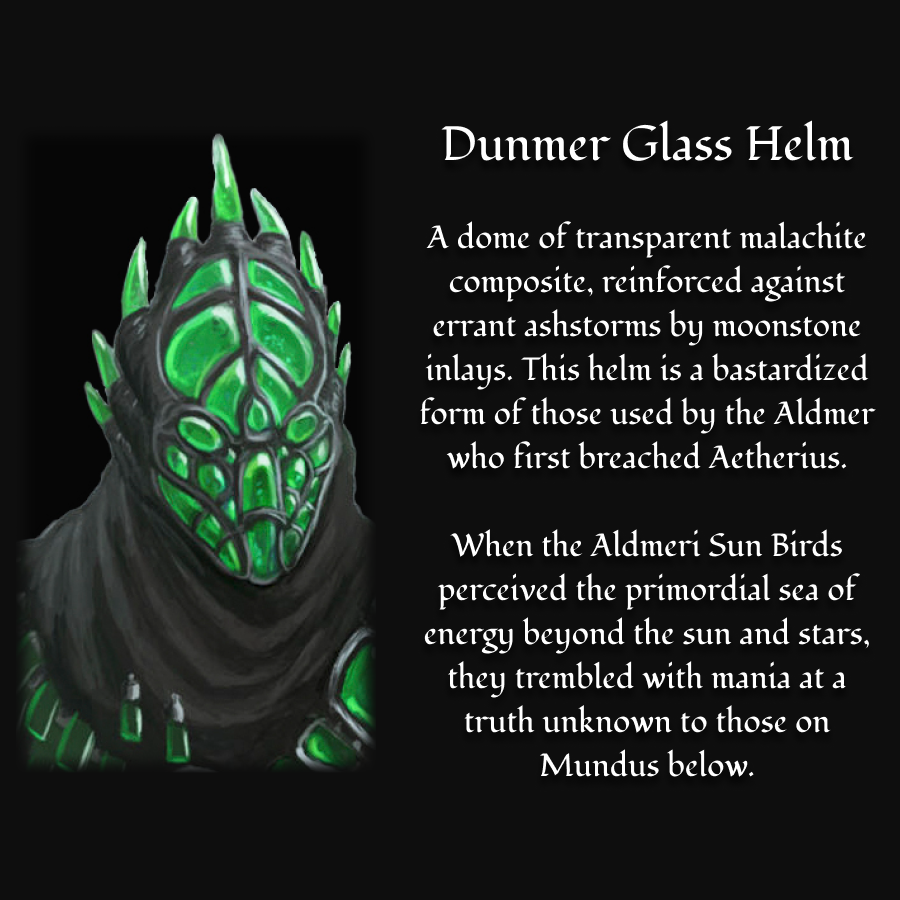 Dunmer Glass Helm
A dome of transparent malachite
composite, reinforced against
errant ashstorms by moonstone
inlays. This helm is a bastardized
form of those used by the Aldmer
who first breached Aetherius.
When the Aldmeri Sun Birds
perceived the primordial sea of
energy beyond the sun and stars,
they trembled with mania at a
truth unknown to those on
Mundus below.